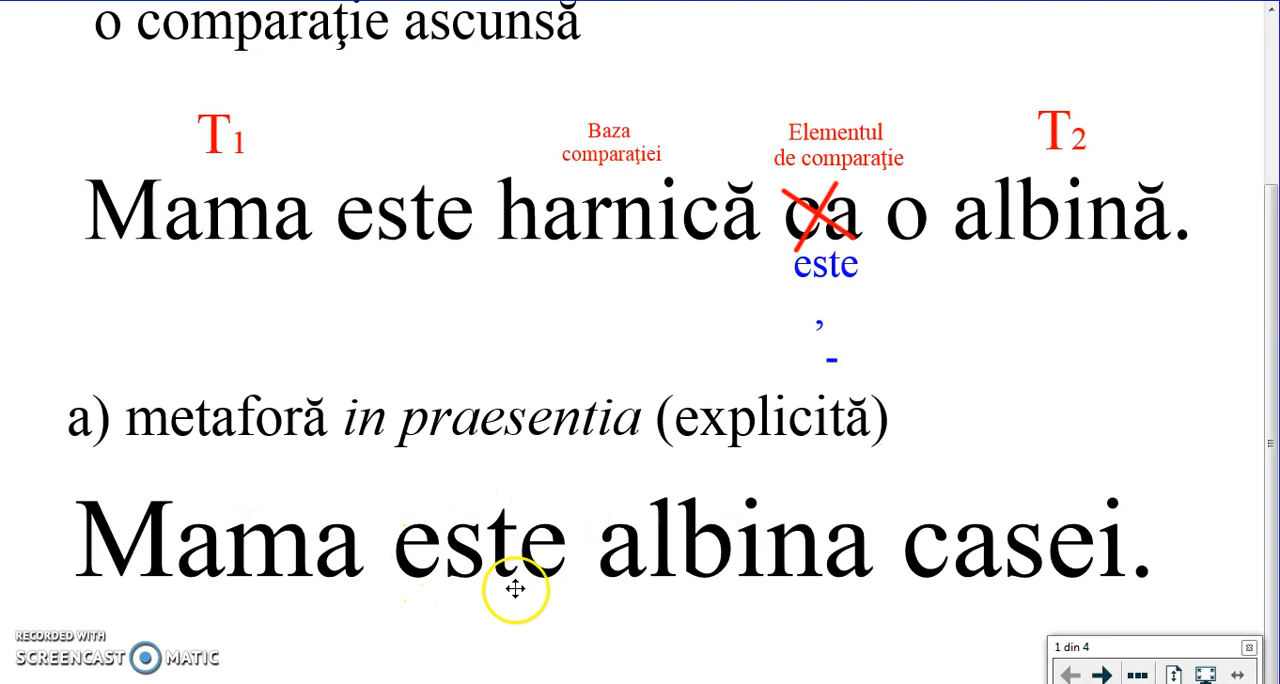 o comparaţie ascunsă
T1
Baza
comparaţiei
Elementul
de comparaţie
T2
Mama este harnică ca o albină.
este
,
-
a) metaforă in praesentia (explicită)
Mama este albina casei.
RECORDED WITH
SCREENCAST MATIC
1 din 4